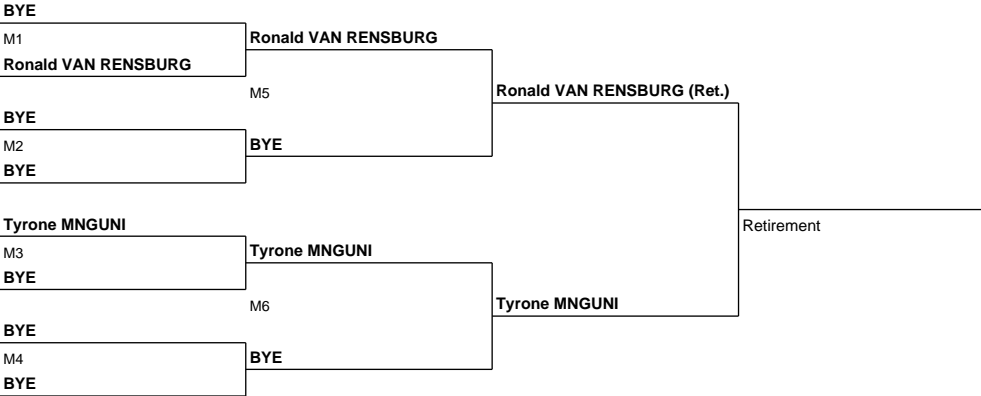 BYE
M1
Ronald VAN RENSBURG
Ronald VAN RENSBURG
M5
Ronald VAN RENSBURG (Ret.)
BYE
M2
BYE
BYE
Tyrone MNGUNI
Retirement
M3
Tyrone MNGUNI
BYE
M6
Tyrone MNGUNI
BYE
M4
BYE
BYE